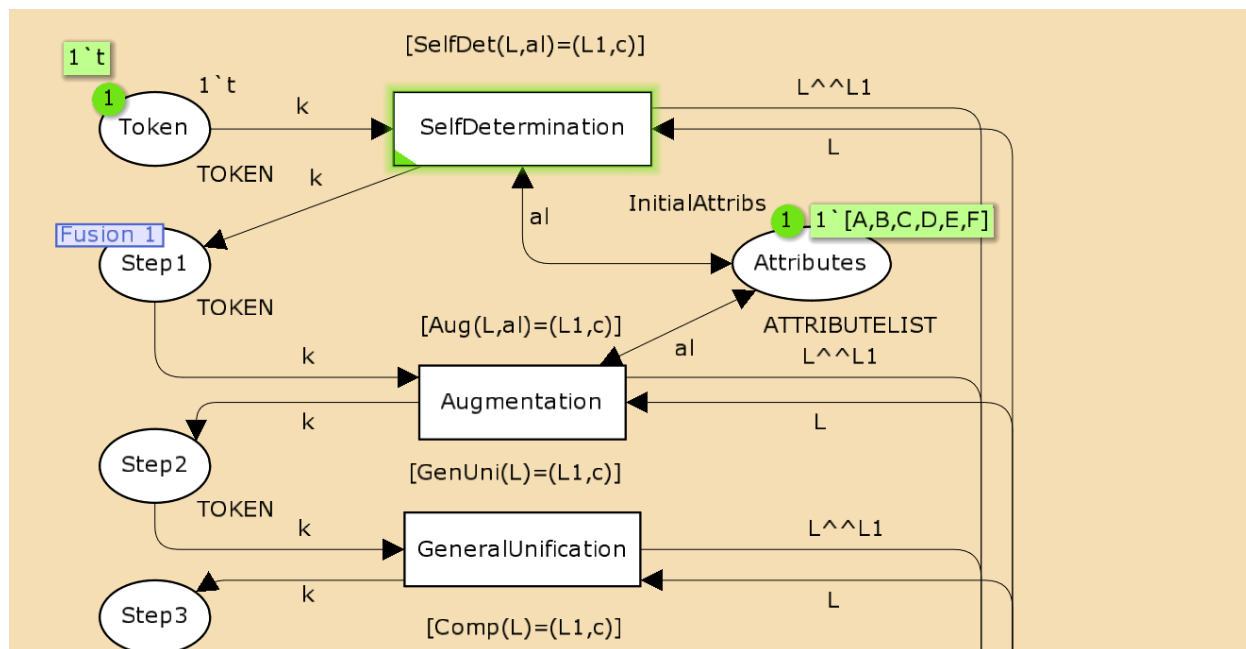 [SelfDet(L,al)=(L1,c)]
1`t
1
1`t
k
Token
SelfDetermination
L^^L1
L
TOKEN
k
al
InitialAttribs
1
1`[A,B,C,D,E,F]
Fusion 1
Step1
Attributes
TOKEN
[Aug(L,al)=(L1,c)]
ATTRIBUTELIST
al
k
L^^L1
Augmentation
k
L
Step2
[GenUni(L)=(L1,c)]
TOKEN
k
L^^L1
GeneralUnification
k
L
Step3
[Comp(L)=(L1,c)]